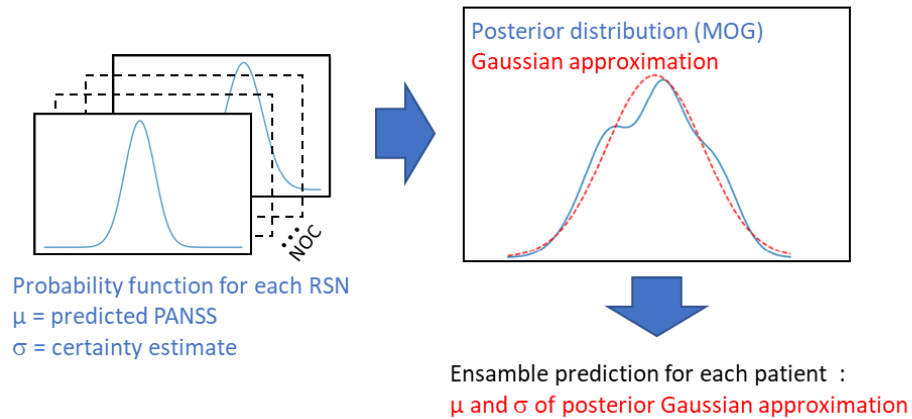 Posterior distribution (MOG)
Gaussian approximation
NOC
Probability function for each RSN
μ = predicted PANSS
σ = certainty estimate
Ensamble prediction for each patient :
μ and σ of posterior Gaussian approximation